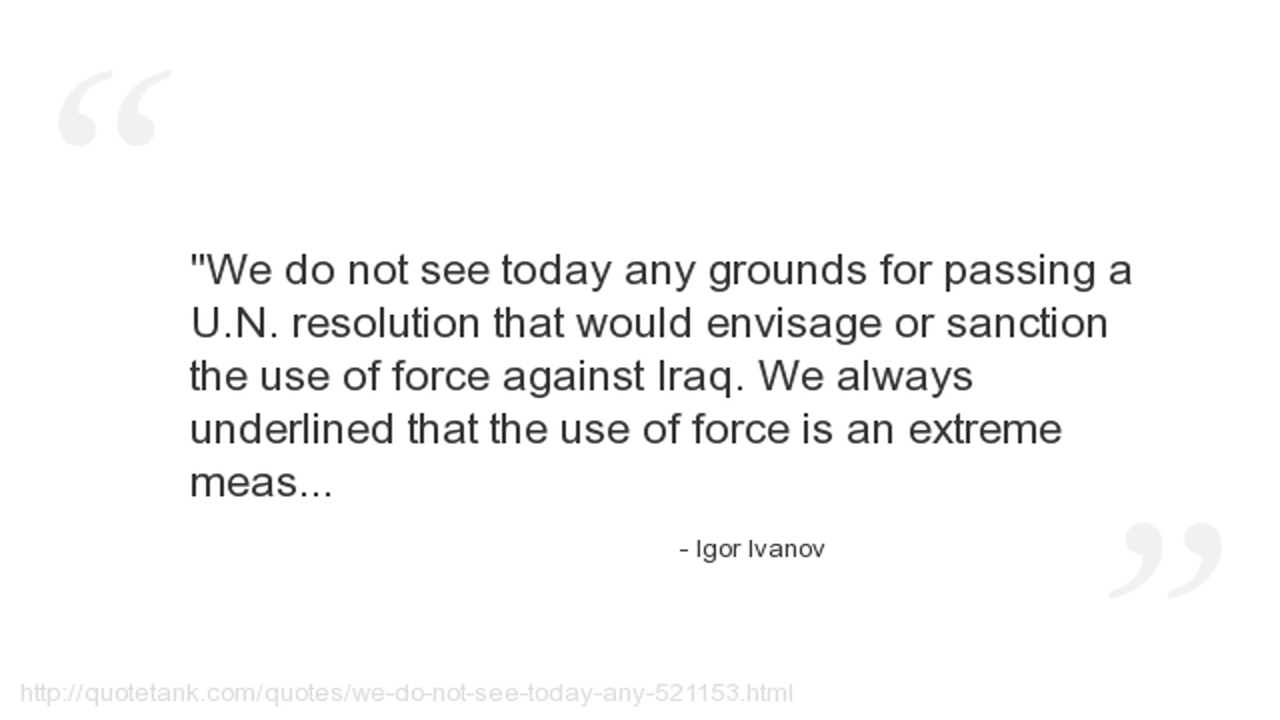 "We do not see today any grounds for passing a
U.N. resolution that would envisage or sanction
the use of force against Iraq. We always
underlined that the use of force is an extreme
meas...
- Igor Ivanov
http://quotetank.com/quotes/we-do-not-see-today-any-521153.html